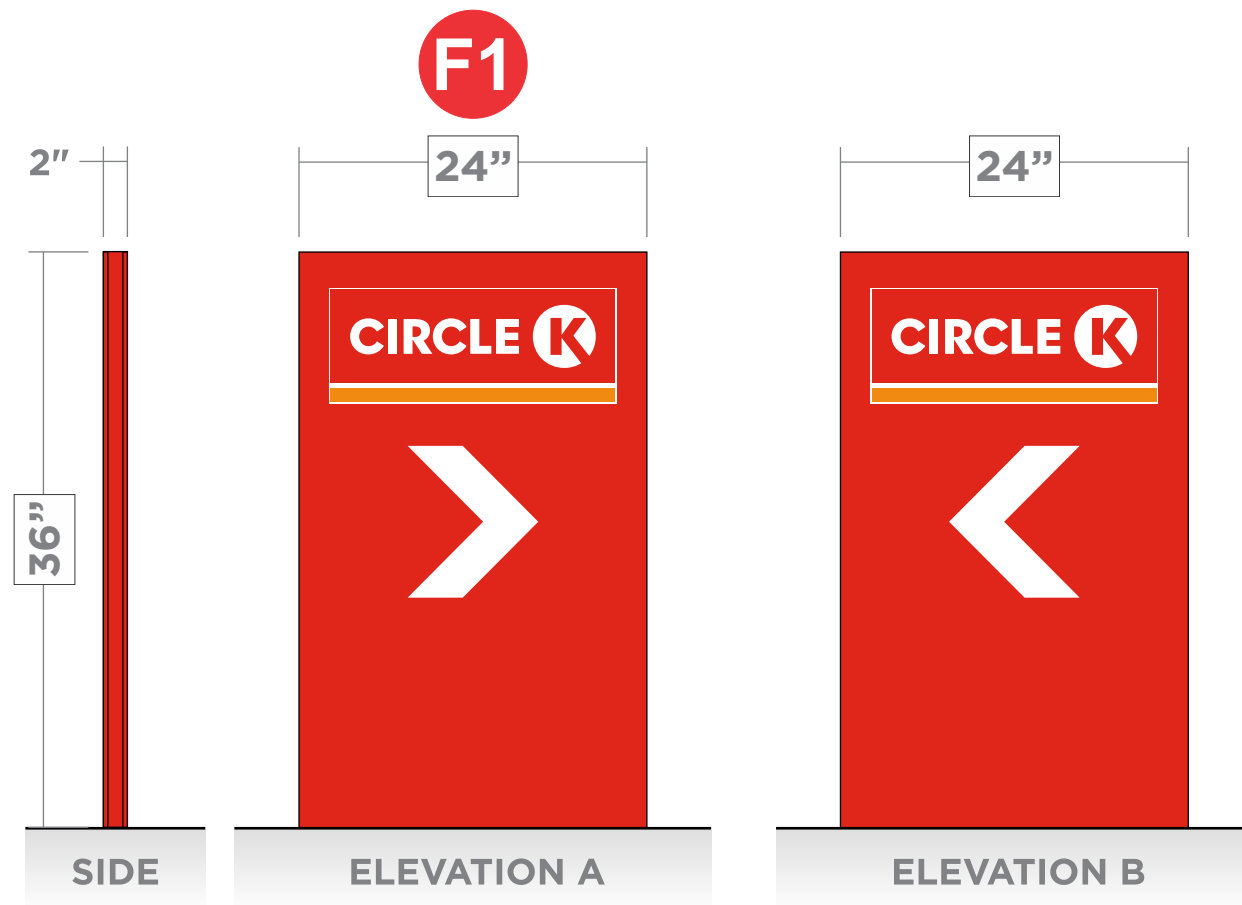 F1
2"
24”
24”
CIRCLE K
CIRCLE K
36”
SIDE
ELEVATION A
ELEVATION B